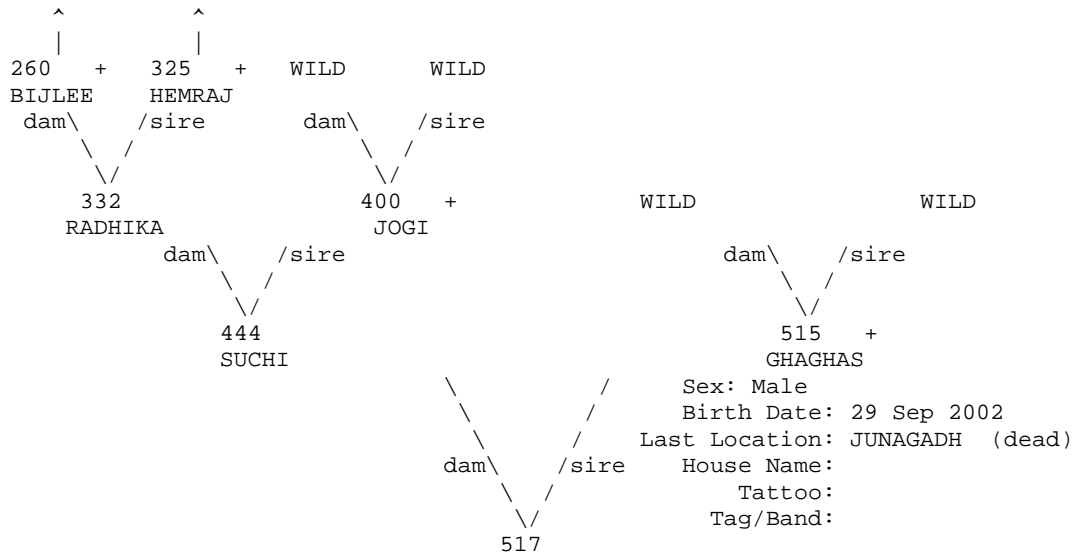 ^ ^
| |
260 + 325 + WILD WILD
BIJLEE HEMRAJ
dam\ /sire dam\ /sire
\ / \ /
\/ \/
332 400 + WILD WILD
RADHIKA JOGI
dam\ /sire dam\ /sire
\ / \ /
\/ \/
444 515 +
SUCHI GHAGHAS
\ / Sex: Male
\ / Birth Date: 29 Sep 2002
\ / Last Location: JUNAGADH (dead)
dam\ /sire House Name:
\ / Tattoo:
\/ Tag/Band:
517